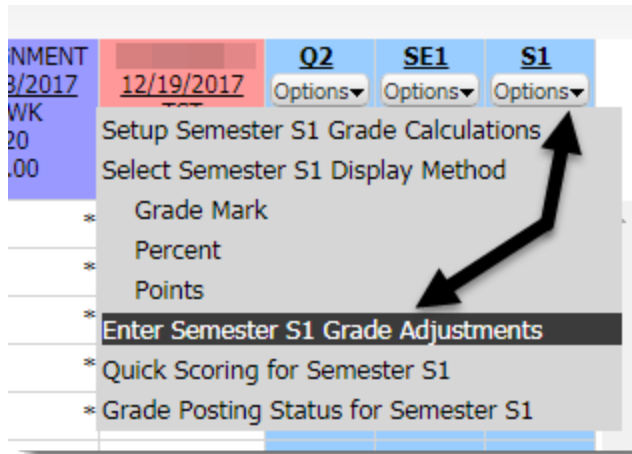 NMENT Q2 SE1 S1
/2017 12/19/2017 Options Options Options
WK TST
20
.00
Setup Semester S1 Grade Calculations
Select Semester S1 Display Method
Grade Mark
Percent
Points
* Enter Semester S1 Grade Adjustments
* Quick Scoring for Semester S1
* Grade Posting Status for Semester S1